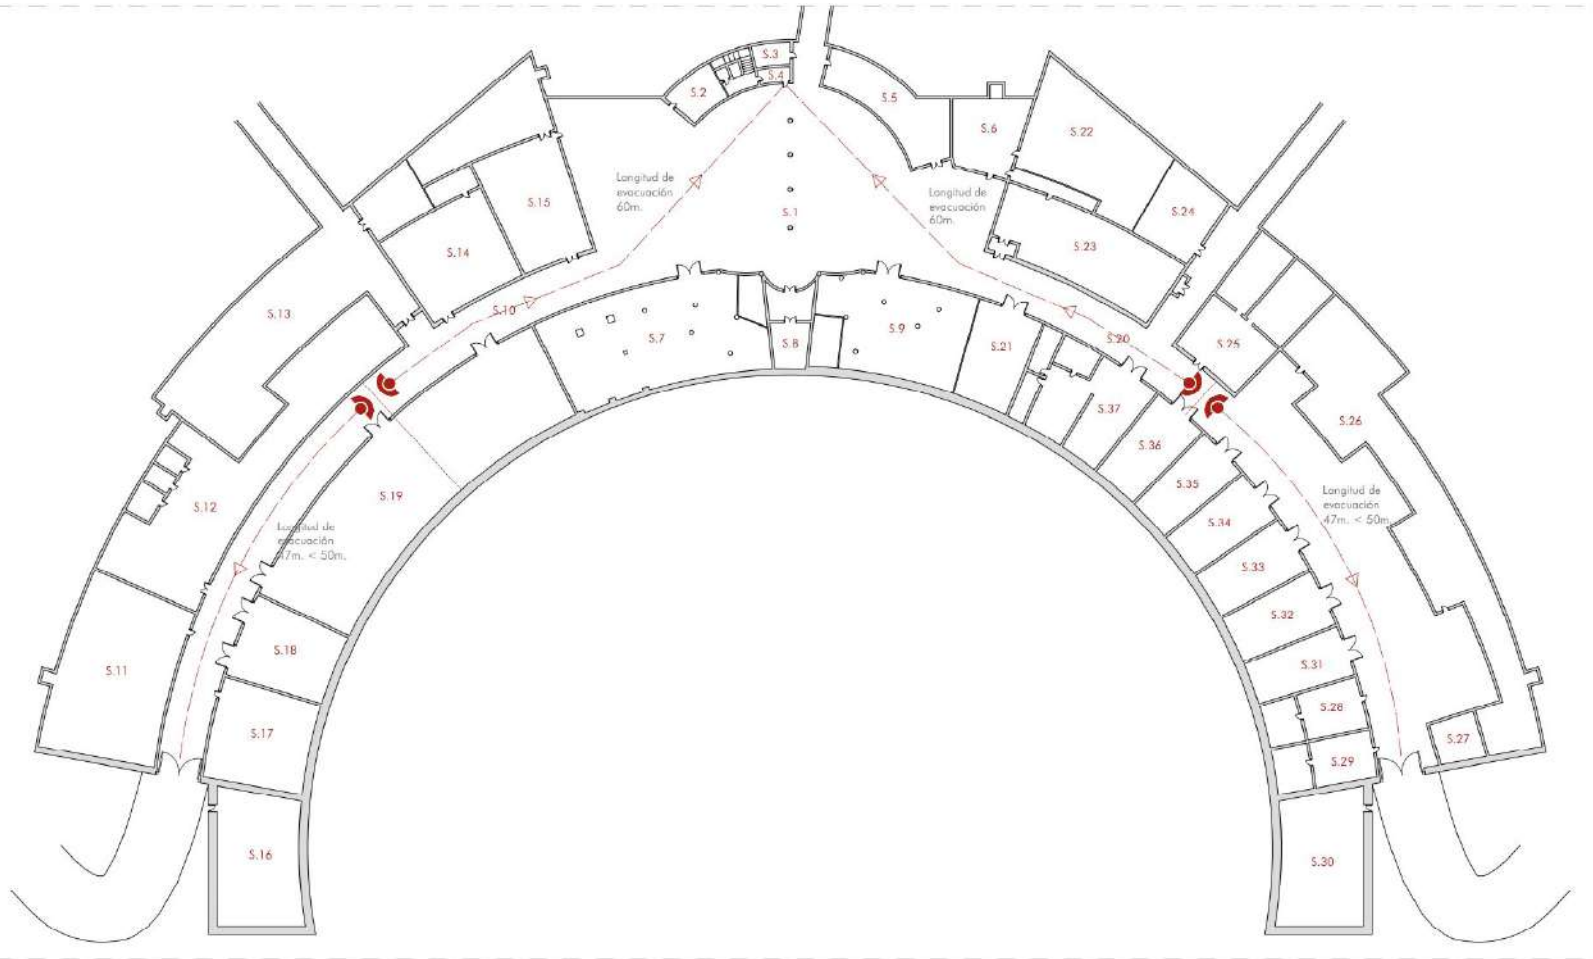 S.3
S.4
S.2
S.5
S.6
S.22
Longitud de
evacuación
60m.
S.15
S.1
Longitud de
evacuación
60m.
S.24
S.14
S.23
S.13
S.10
S.7
S.8
S.9
S.21
S.20
S.25
S.37
S.26
S.36
S.19
S.35
S.12
S.34
Longitud de
evacuación
47m. < 50m.
Longitud de
evacuación
47m. < 50m.
S.33
S.32
S.18
S.31
S.11
S.28
S.17
S.27
S.29
S.16
S.30